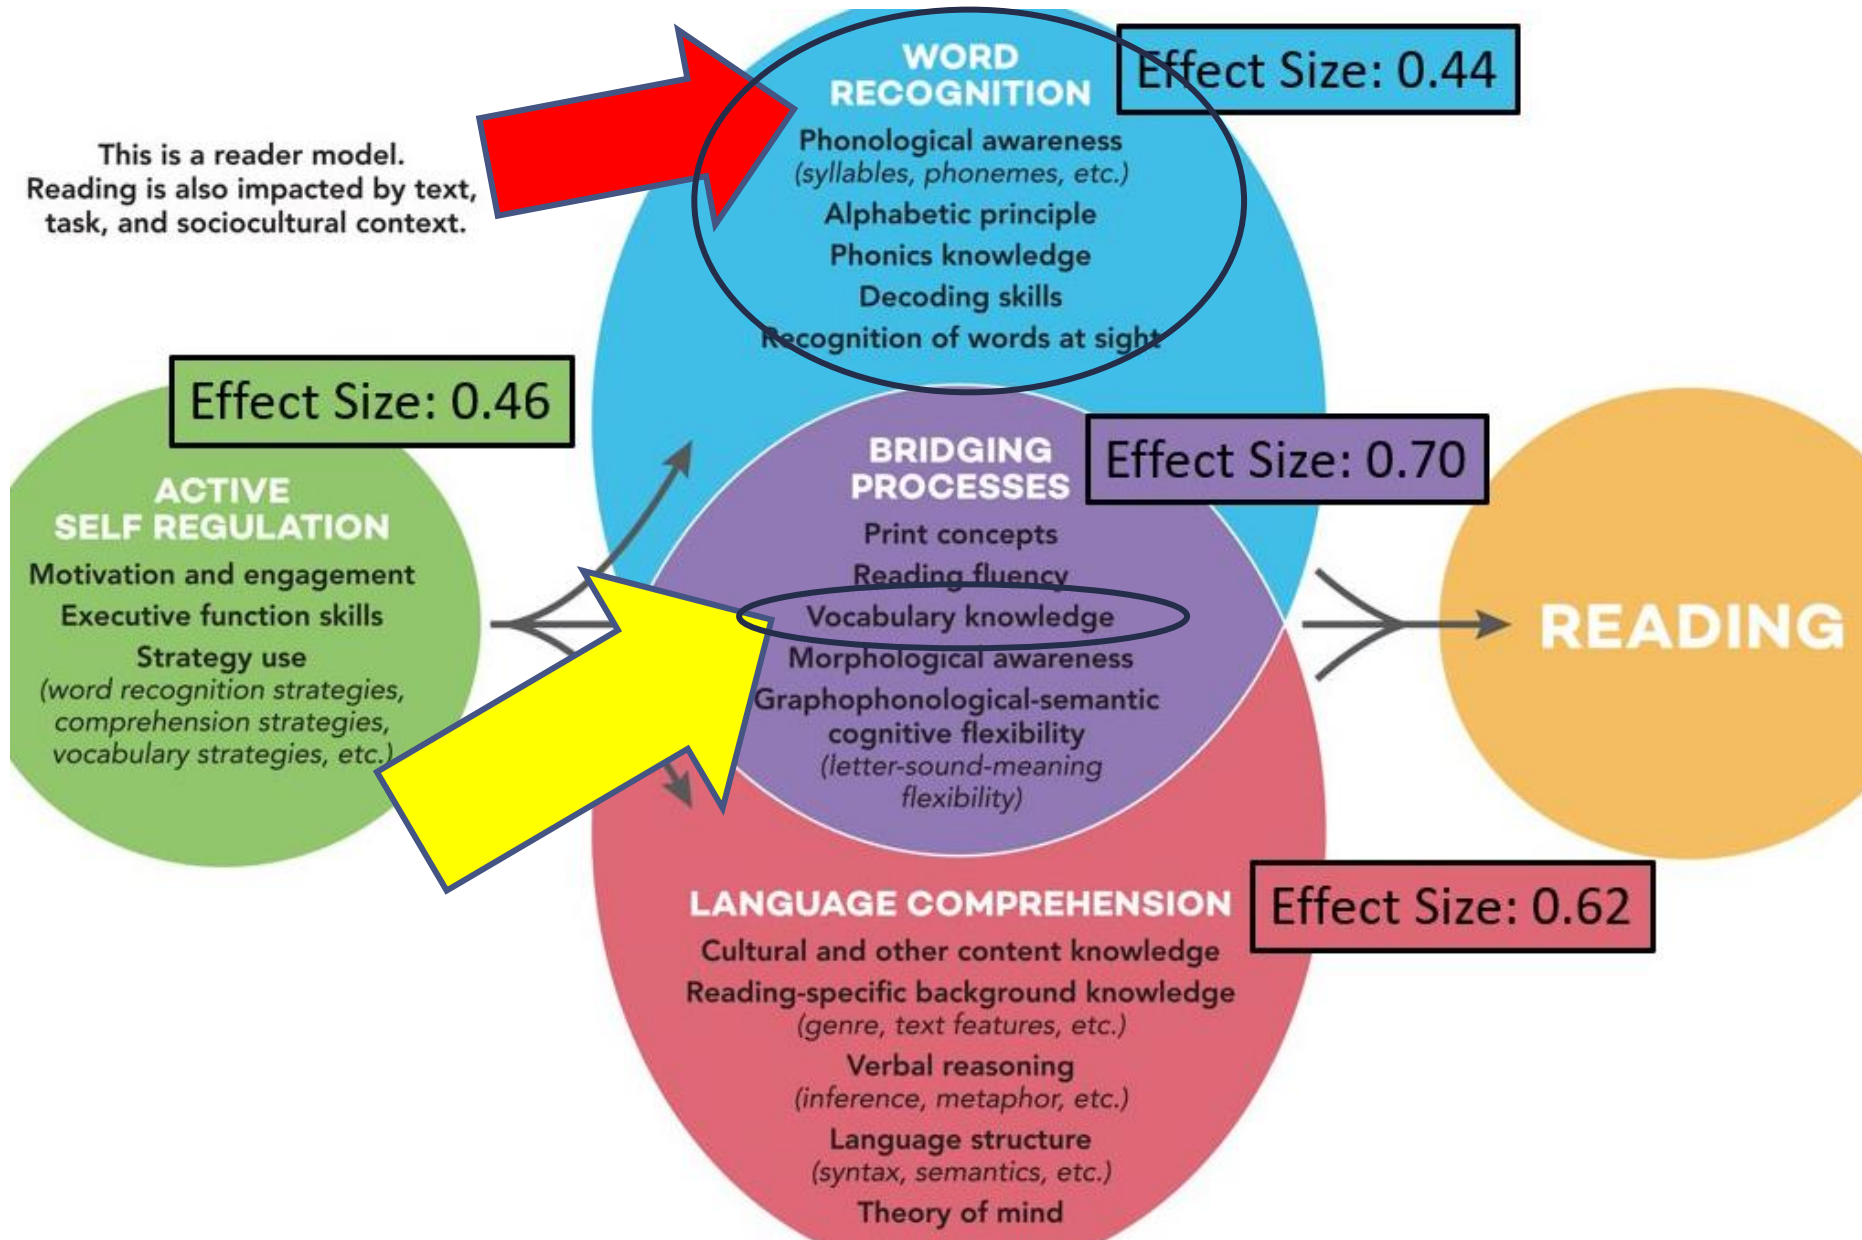 This is a reader model.
Reading is also impacted by text,
task, and sociocultural context.
WORD
RECOGNITION
Effect Size: 0.44
Phonological awareness
(syllables, phonemes, etc.)
Alphabetic principle
Phonics knowledge
Decoding skills
Recognition of words at sight
Effect Size: 0.46
ACTIVE
SELF REGULATION
Motivation and engagement
Executive function skills
Strategy use
(word recognition strategies,
comprehension strategies,
vocabulary strategies, etc.)
BRIDGING
PROCESSES
Effect Size: 0.70
Print concepts
Reading fluency
Vocabulary knowledge
Morphological awareness
Graphophonological-semantic
cognitive flexibility
(letter-sound-meaning
flexibility)
READING
LANGUAGE COMPREHENSION
Effect Size: 0.62
Cultural and other content knowledge
Reading-specific background knowledge
(genre, text features, etc.)
Verbal reasoning
(inference, metaphor, etc.)
Language structure
(syntax, semantics, etc.)
Theory of mind